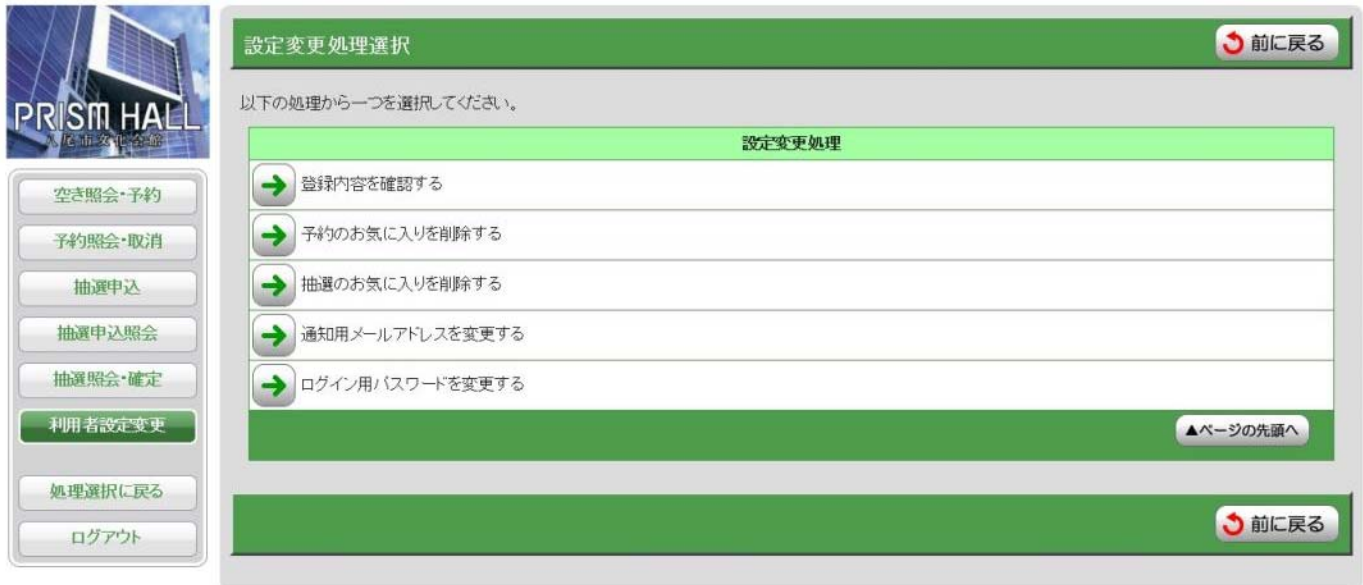 PRISM HALL
八尾市文化会館
空き照会・予約
予約照会・取消
抽選申込
抽選申込照会
抽選照会・確定
利用者設定変更
処理選択に戻る
ログアウト
設定変更処理選択
前に戻る
以下の処理から一つを選択してください。
設定変更処理
登録内容を確認する
予約のお気に入りを削除する
抽選のお気に入りを削除する
通知用メールアドレスを変更する
ログイン用パスワードを変更する
▲ページの先頭へ
前に戻る